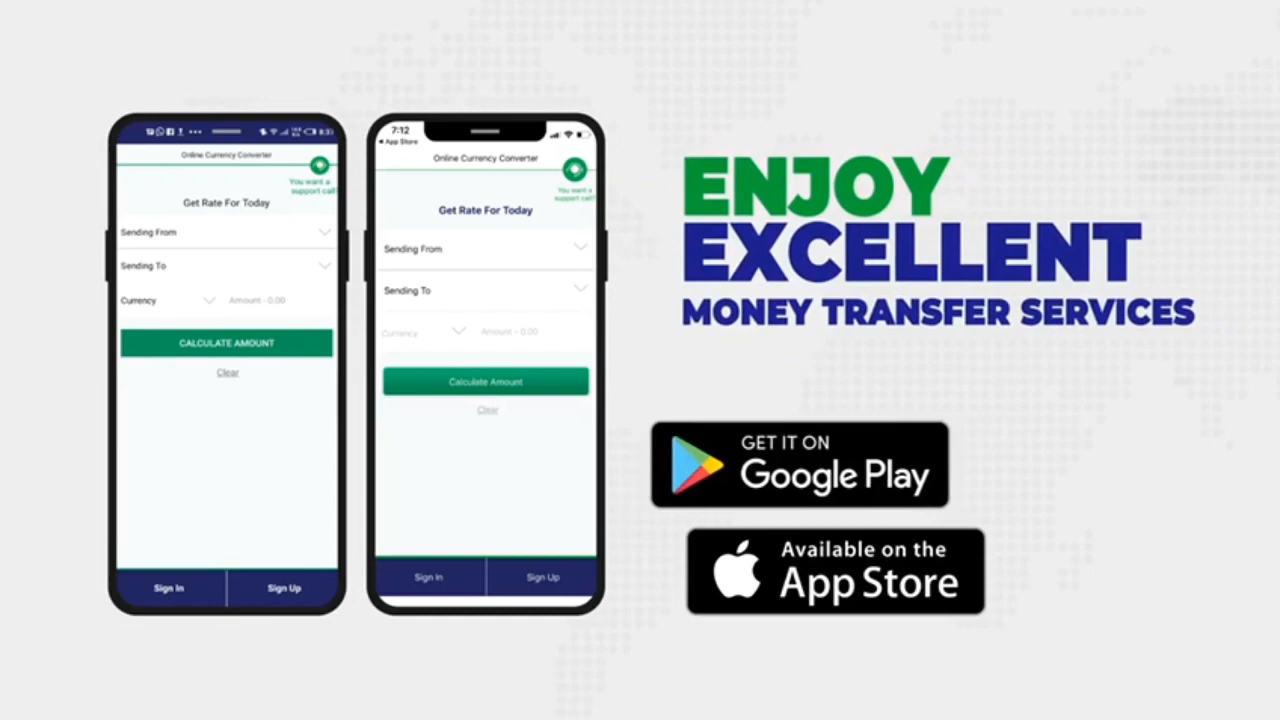 Online Currency Converter
You want a
support call?
Get Rate For Today
Sending From
Sending To
Currency
Amount - 0.00
CALCULATE AMOUNT
Clear
Sign In
Sign Up
7:12
App Store
Online Currency Converter
You want a
support call?
Get Rate For Today
Sending From
Sending To
Currency
Amount - 0.00
Calculate Amount
Clear
Sign In
Sign Up
ENJOY
EXCELLENT
MONEY TRANSFER SERVICES
GET IT ON
Google Play
Available on the
App Store